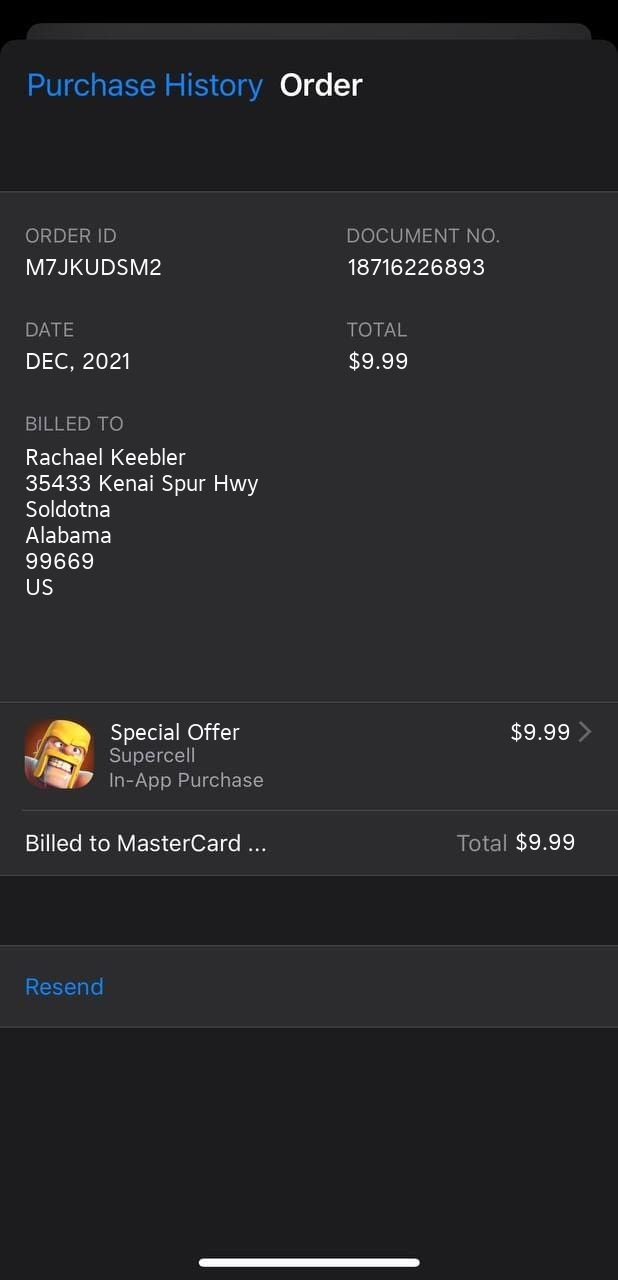 Purchase History Order
ORDER ID
M7JKUDSM2
DOCUMENT NO.
18716226893
DATE
DEC, 2021
TOTAL
$9.99
BILLED TO
Rachael Keebler
35433 Kenai Spur Hwy
Soldotna
Alabama
99669
US
Special Offer
$9.99
Supercell
In-App Purchase
Billed to MasterCard ...
Total $9.99
Resend